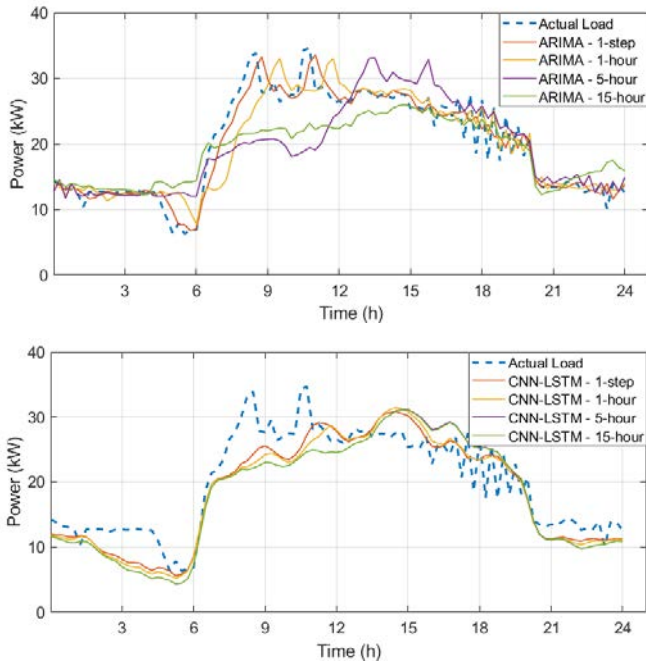 40
30
20
10
0
Power (kW)
3
6
9
12
15
18
21
24
Time (h)
Actual Load
ARIMA - 1-step
ARIMA - 1-hour
ARIMA - 5-hour
ARIMA - 15-hour
40
30
20
10
0
Power (kW)
3
6
9
12
15
18
21
24
Time (h)
Actual Load
CNN-LSTM - 1-step
CNN-LSTM - 1-hour
CNN-LSTM - 5-hour
CNN-LSTM - 15-hour